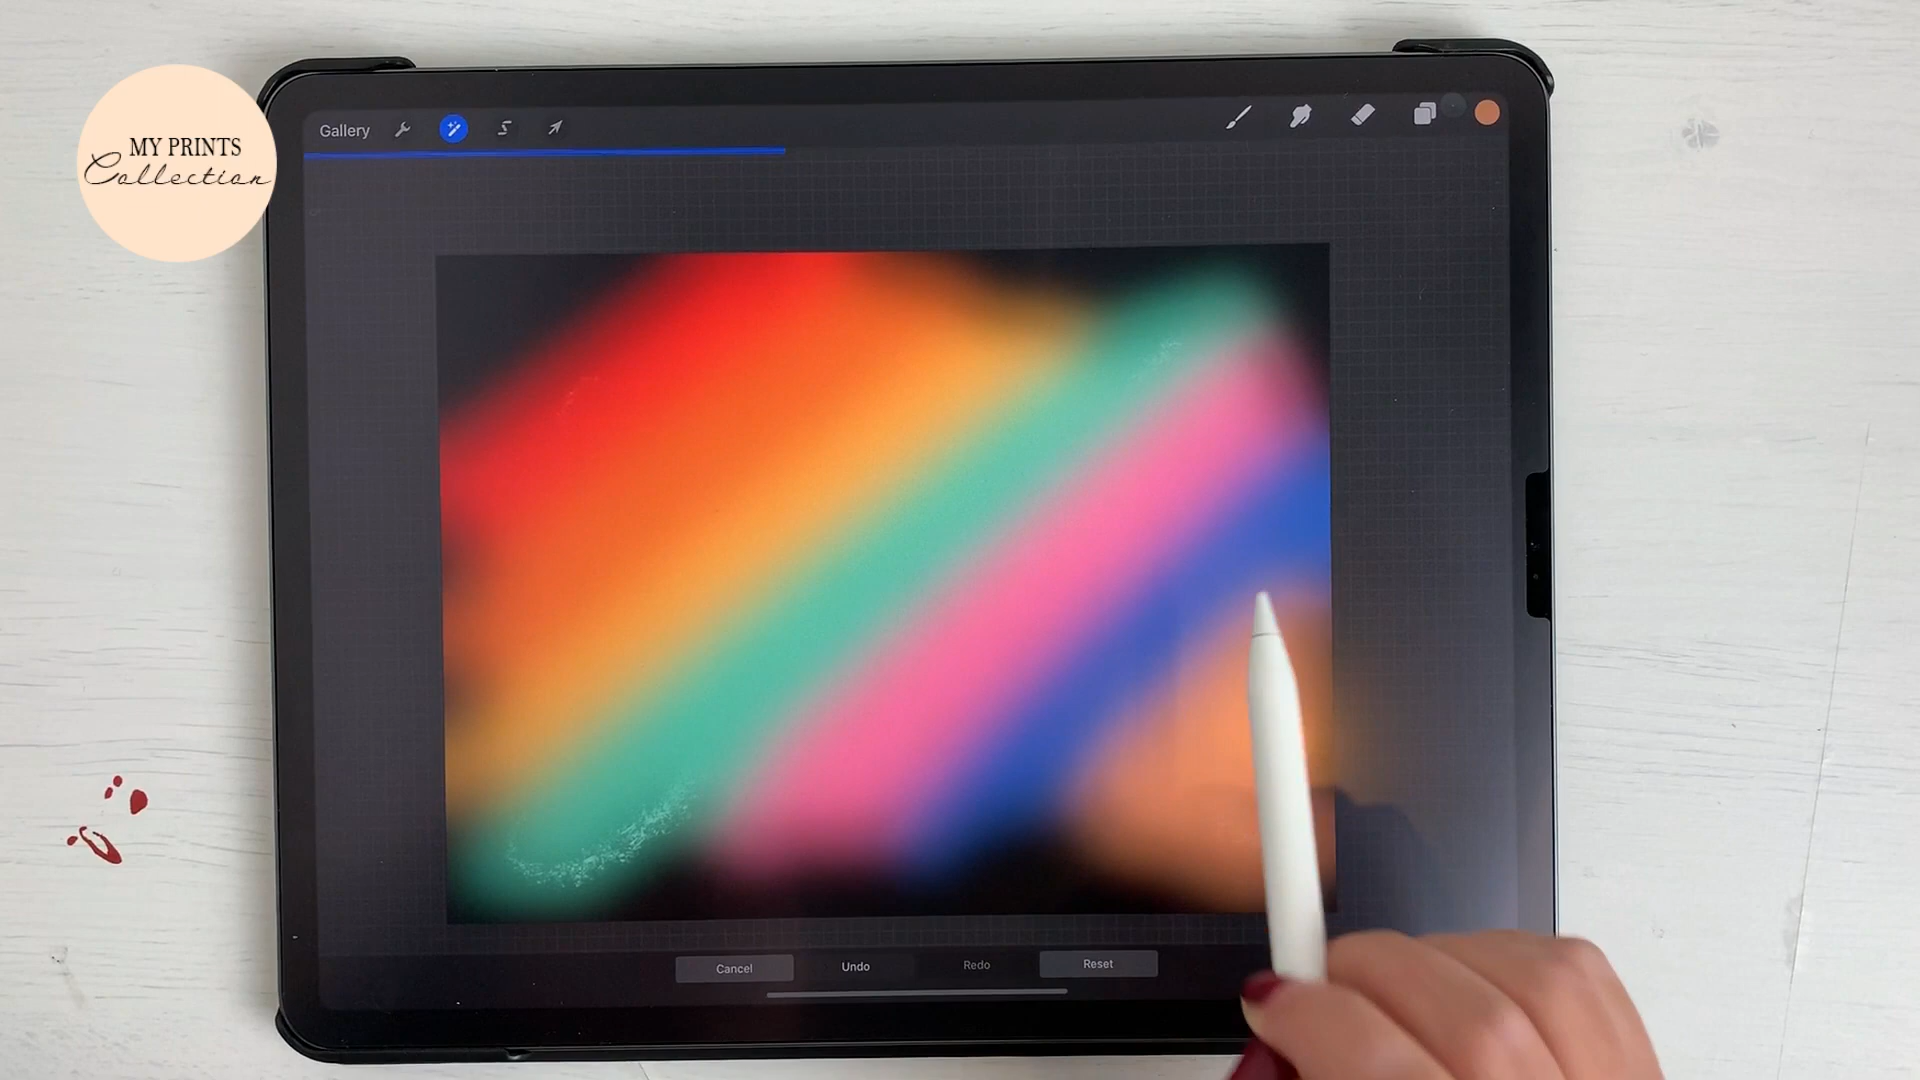 MY PRINTS
Collection
Gallery
Cancel
Undo
Redo
Reset